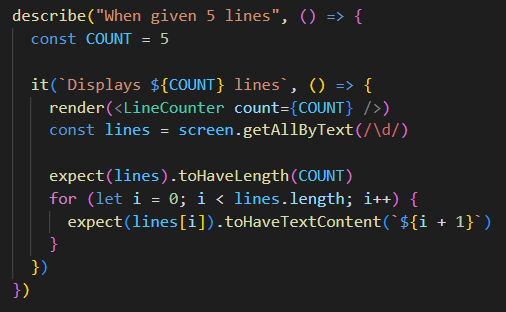 describe("When given 5 lines", () => {
  const COUNT = 5

  it(`Displays ${COUNT} lines`, () => {
    render(<LineCounter count={COUNT} />)
    const lines = screen.getAllByText(/\d/)

    expect(lines).toHaveLength(COUNT)
    for (let i = 0; i < lines.length; i++) {
      expect(lines[i]).toHaveTextContent(`${i + 1}`)
    }
  })
})